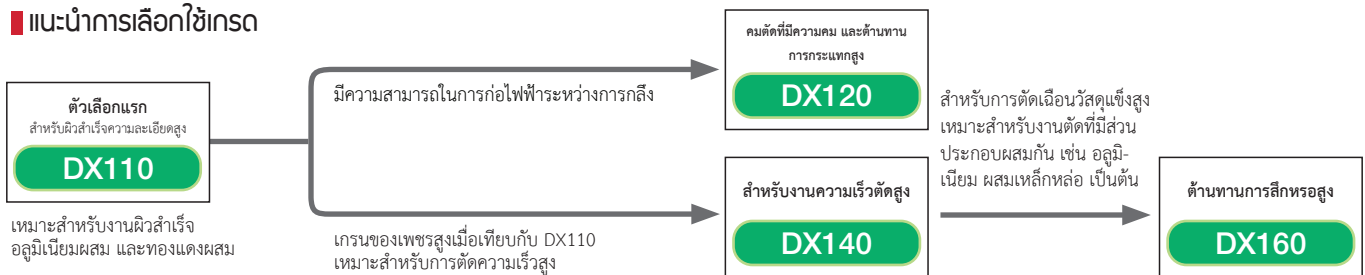 แนะนำการเลือกใช้เกรด
ตัวเลือกแรก
สำหรับผิวสำเร็จความละเอียดสูง
DX110
เหมาะสำหรับงานผิวสำเร็จ
อลูมิเนียมผสม และทองแดงผสม
มีความสามารถในการก่อไฟฟ้าระหว่างการกลึง
คมตัดที่มีความคม และต้านทาน
การกระแทกสูง
DX120
เกรนของเพชรสูงเมื่อเทียบกับ DX110
เหมาะสำหรับการตัดความเร็วสูง
สำหรับงานความเร็วตัดสูง
DX140
สำหรับการตัดเฉือนวัสดุแข็งสูง
เหมาะสำหรับงานตัดที่มีส่วน
ประกอบผสมกัน เช่น อลูมิ-
เนียม ผสมเหล็กหล่อ เป็นต้น
ต้านทานการสึกหรอสูง
DX160